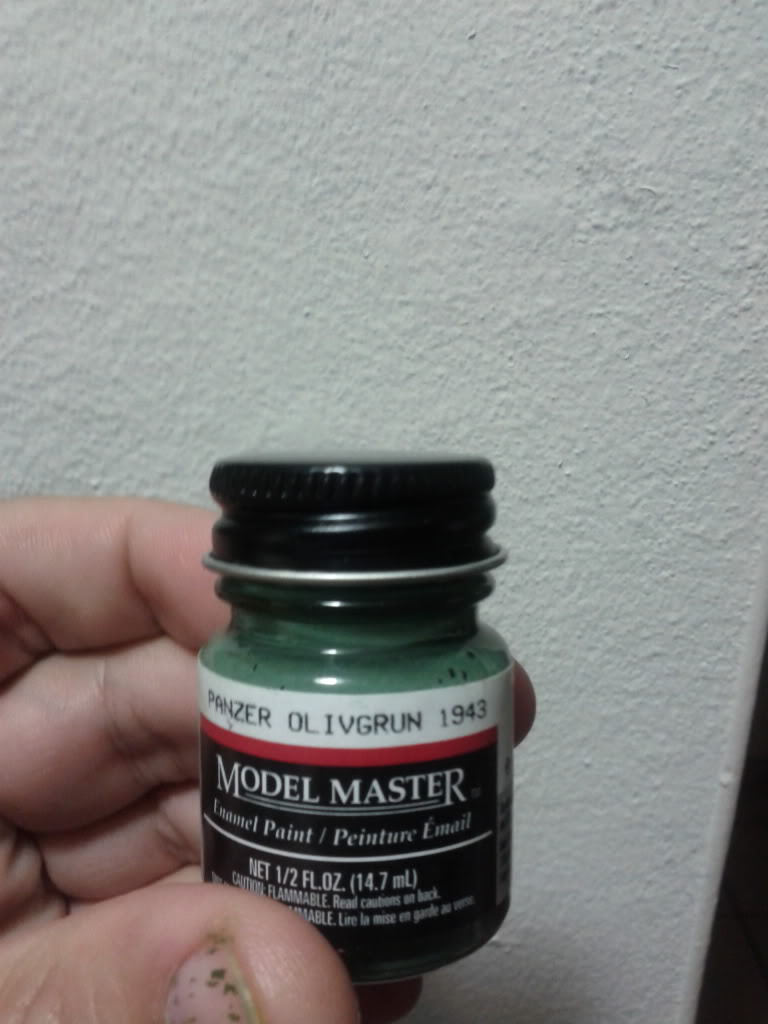 PANZER OLIVGRUN 1943
MODEL MASTER
Enamel Paint / Peinture Émail
NET 1/2 FL.OZ. (14.7 mL)
CAUTION: FLAMMABLE. Read cautions on back.
Lire la mise en garde au verso.